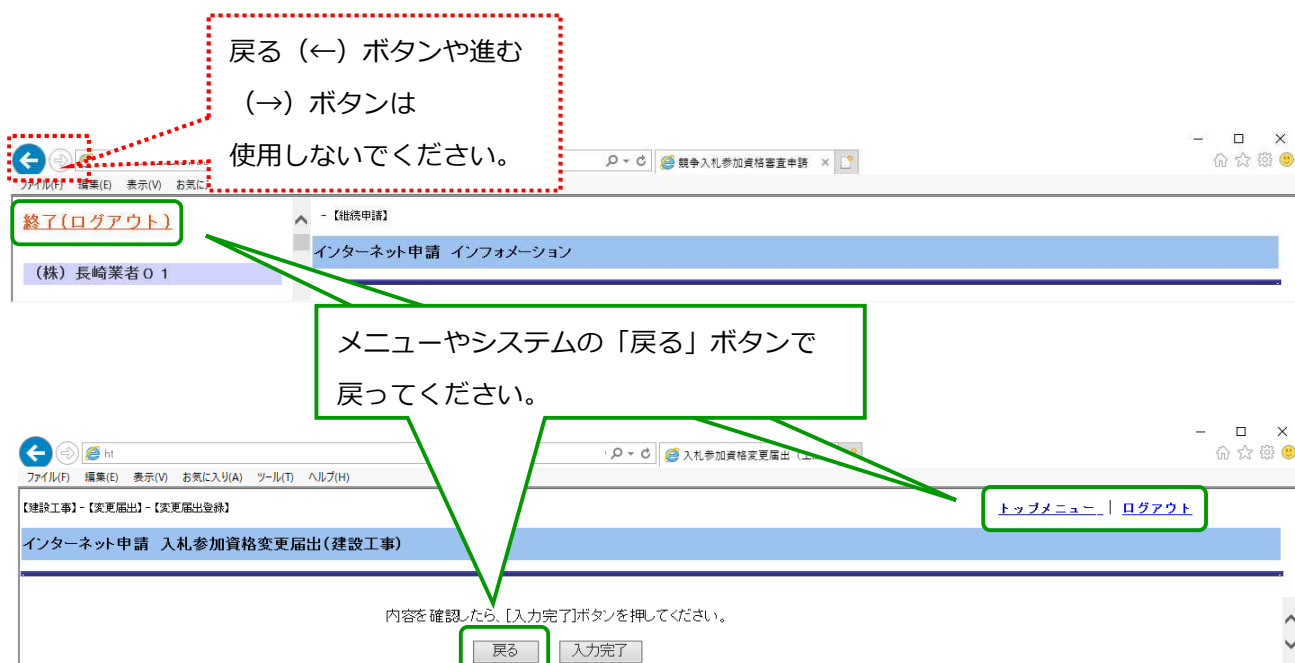 戻る(←)ボタンや進む
(→)ボタンは
使用しないでください。
競争入札参加資格審査申請
ファイル(F) 編集(E) 表示(V) お気に
終了(ログアウト)
-【継続申請】
インターネット申請 インフォメーション
(株)長崎業者01
メニューやシステムの「戻る」ボタンで
戻ってください。
ht
入札参加資格変更届出
ファイル(F) 編集(E) 表示(V) お気に入り(A) ツール(T) ヘルプ(H)
【建設工事】-【変更届出】-【変更届出登録】
トップメニュー | ログアウト
インターネット申請 入札参加資格変更届出(建設工事)
内容を確認したら、[入力完了]ボタンを押してください。
戻る 入力完了